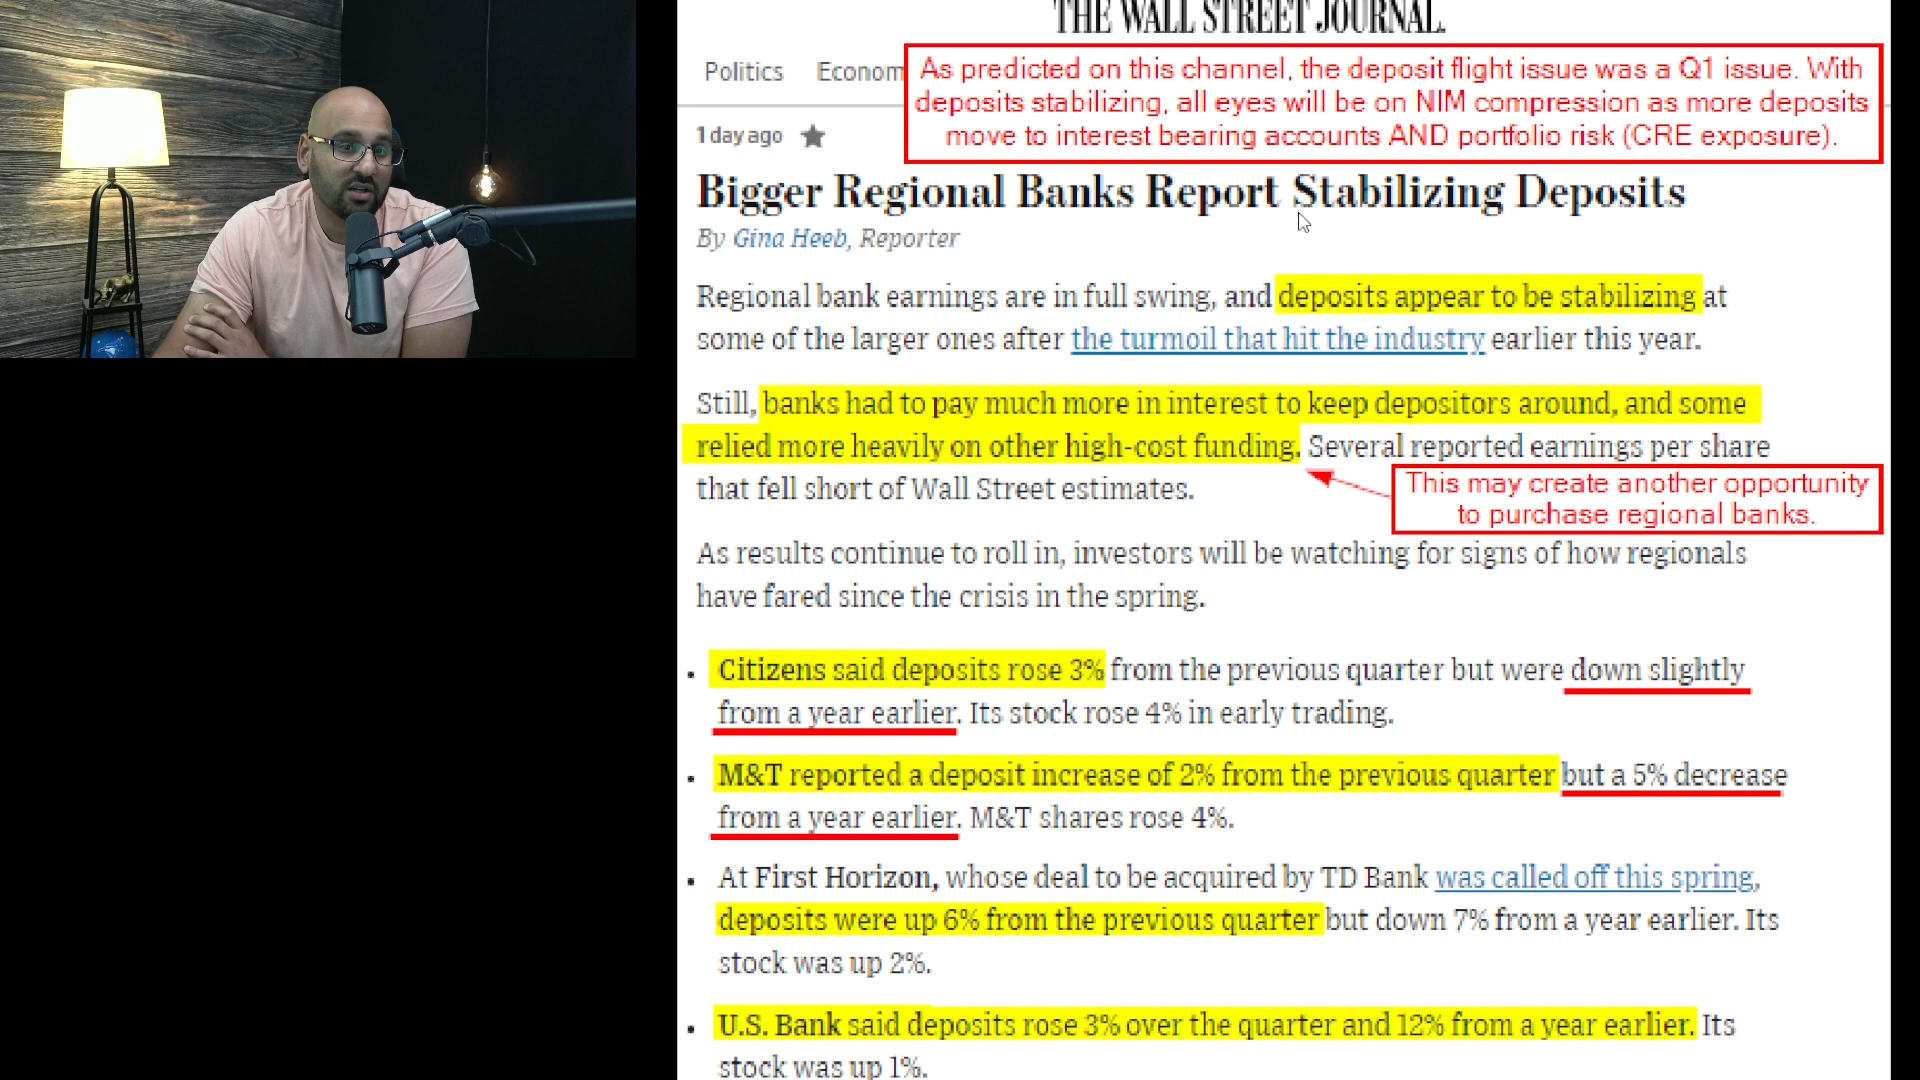 THE WALL STREET JOURNAL.
Politics Econom
As predicted on this channel, the deposit flight issue was a Q1 issue. With
deposits stabilizing, all eyes will be on NIM compression as more deposits
move to interest bearing accounts AND portfolio risk (CRE exposure).
1 day ago
Bigger Regional Banks Report Stabilizing Deposits
By Gina Heeb, Reporter
Regional bank earnings are in full swing, and deposits appear to be stabilizing at
some of the larger ones after the turmoil that hit the industry earlier this year.
Still, banks had to pay much more in interest to keep depositors around, and some
relied more heavily on other high-cost funding. Several reported earnings per share
that fell short of Wall Street estimates.
This may create another opportunity
to purchase regional banks.
As results continue to roll in, investors will be watching for signs of how regionals
have fared since the crisis in the spring.
• Citizens said deposits rose 3% from the previous quarter but were down slightly
from a year earlier. Its stock rose 4% in early trading.
• M&T reported a deposit increase of 2% from the previous quarter but a 5% decrease
from a year earlier. M&T shares rose 4%.
• At First Horizon, whose deal to be acquired by TD Bank was called off this spring,
deposits were up 6% from the previous quarter but down 7% from a year earlier. Its
stock was up 2%.
• U.S. Bank said deposits rose 3% over the quarter and 12% from a year earlier. Its
stock was up 1%.